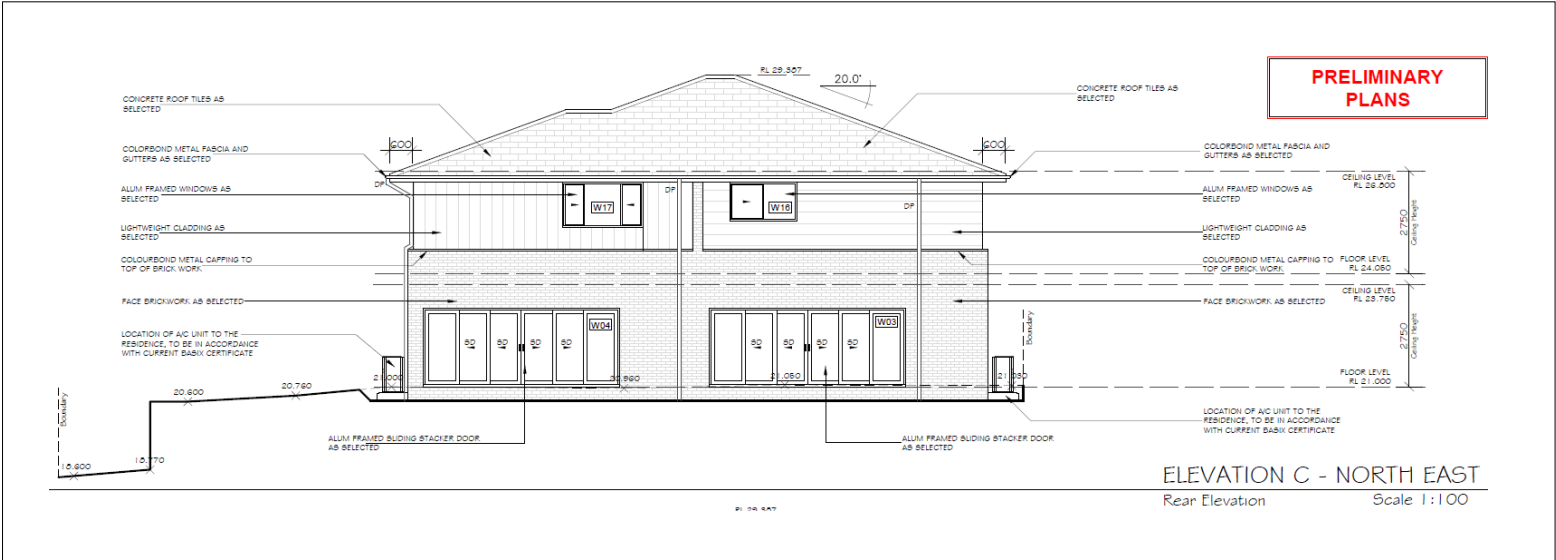 PRELIMINARY
PLANS
RL 29.387
20.0°
CONCRETE ROOF TILES AS
SELECTED
CONCRETE ROOF TILES AS
SELECTED
600
600
COLORBOND METAL FASCIA AND
GUTTERS AS SELECTED
COLORBOND METAL FASCIA AND
GUTTERS AS SELECTED
DP
DP
DP
ALUM FRAMED WINDOWS AS
SELECTED
W17
W16
ALUM FRAMED WINDOWS AS
SELECTED
CEILING LEVEL
RL 26.800
2750
Ceiling Height
LIGHTWEIGHT CLADDING AS
SELECTED
LIGHTWEIGHT CLADDING AS
SELECTED
COLOURBOND METAL CAPPING TO
TOP OF BRICK WORK
COLOURBOND METAL CAPPING TO
TOP OF BRICK WORK
FLOOR LEVEL
RL 24.050
CEILING LEVEL
RL 23.750
FACE BRICKWORK AS SELECTED
FACE BRICKWORK AS SELECTED
2750
Ceiling Height
W04
W03
SD SD SD SD
SD SD SD SD
LOCATION OF A/C UNIT TO THE
RESIDENCE, TO BE IN ACCORDANCE
WITH CURRENT BASIX CERTIFICATE
Boundary
FLOOR LEVEL
RL 21.000
21.000
20.960
21.050
21.030
20.600
20.760
Boundary
18.600
18.770
ALUM FRAMED SLIDING STACKER DOOR
AS SELECTED
ALUM FRAMED SLIDING STACKER DOOR
AS SELECTED
LOCATION OF A/C UNIT TO THE
RESIDENCE, TO BE IN ACCORDANCE
WITH CURRENT BASIX CERTIFICATE
ELEVATION C - NORTH EAST
Rear Elevation
Scale 1:100